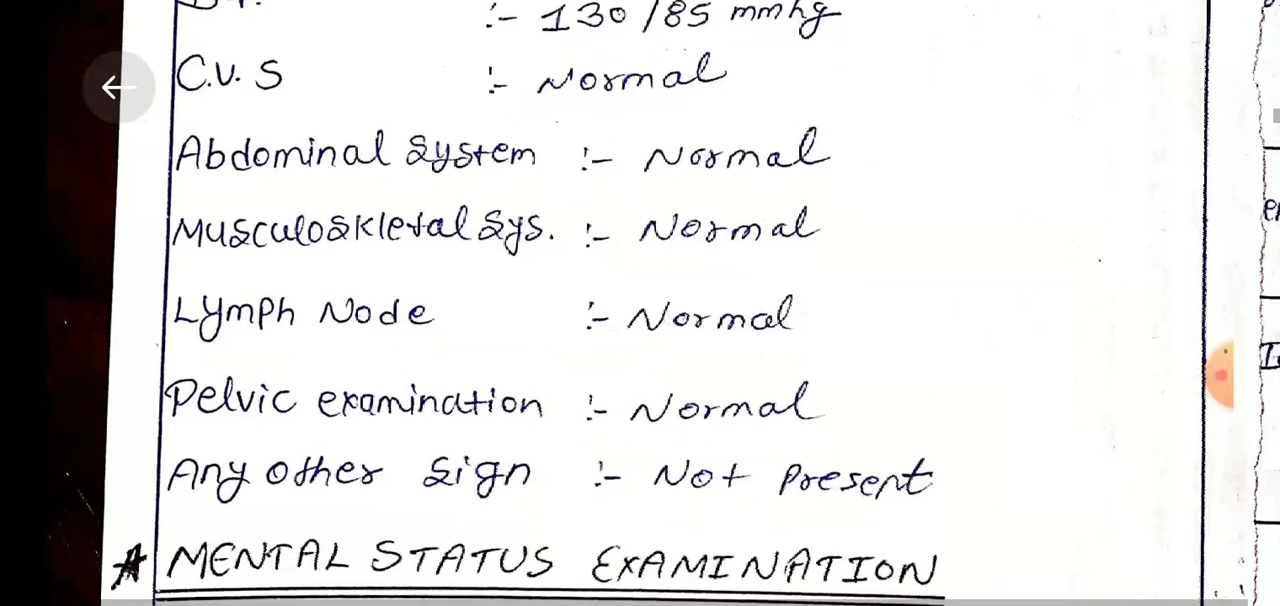 :- 130/85 mmhg
C.V. S :- Normal
Abdominal System :- Normal
Musculoskletal Sys. :- Normal
Lymph Node :- Normal
Pelvic examination :- Normal
Any other Sign :- Not Present
MENTAL STATUS EXAMINATION